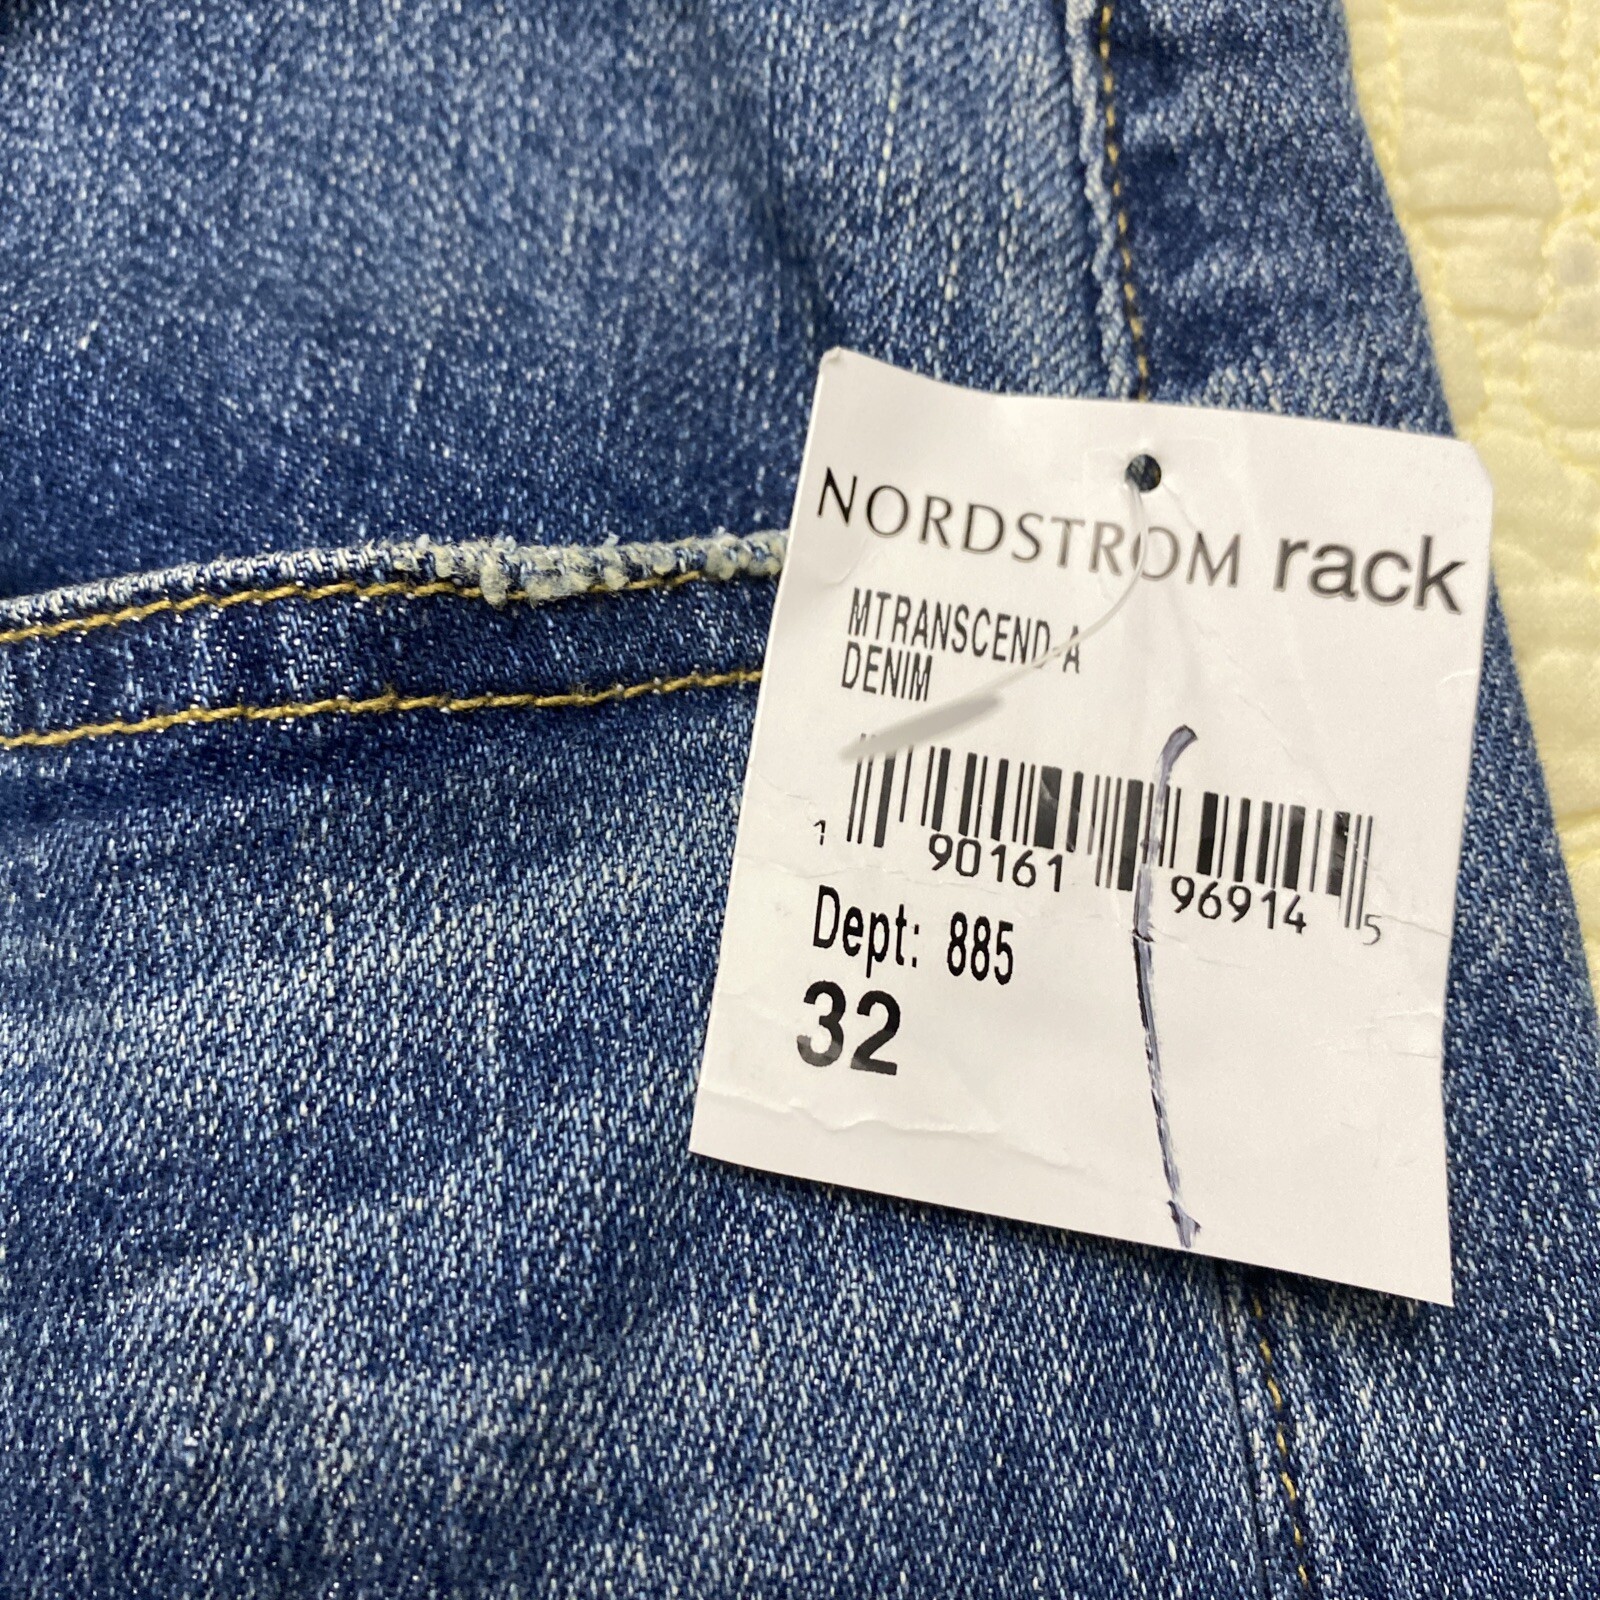 NORDSTROM rack
MTRANSCEND-A
DENIM
1 90161 96914 5
Dept: 885
32